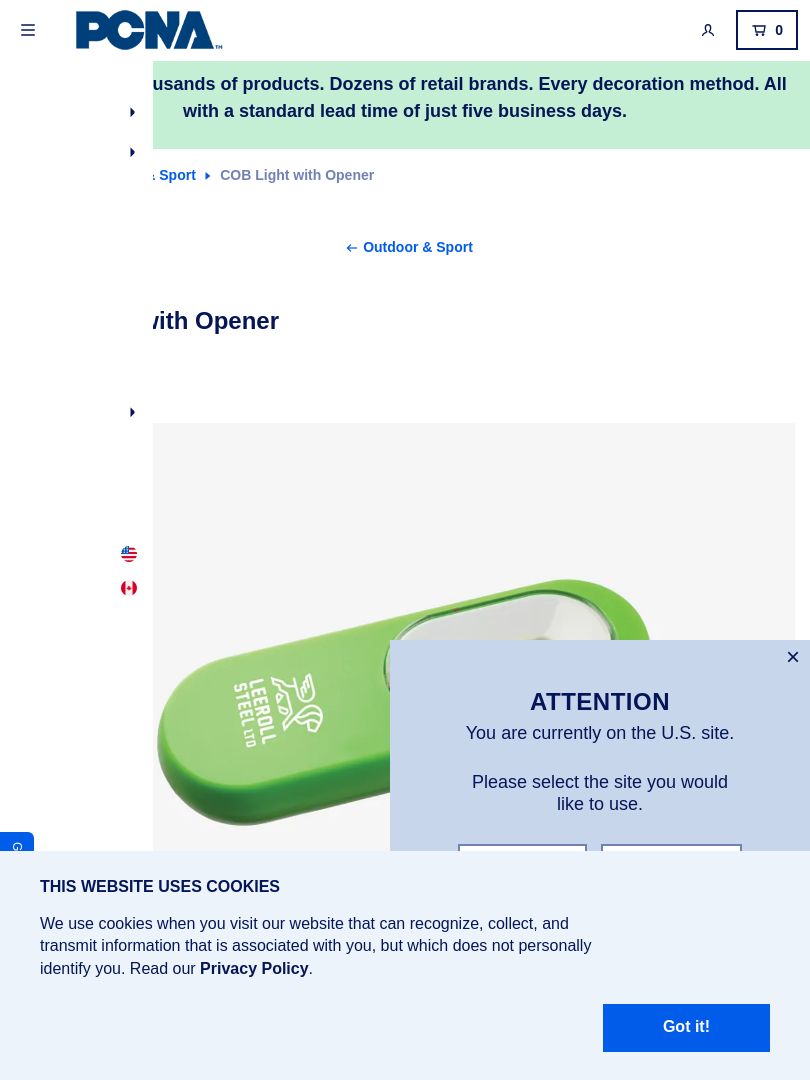 PCNA
0
usands of products. Dozens of retail brands. Every decoration method. All
with a standard lead time of just five business days.
& Sport COB Light with Opener
Outdoor & Sport
with Opener
LEEROLL
STEEL LTD
ATTENTION
You are currently on the U.S. site.
Please select the site you would
like to use.
G
THIS WEBSITE USES COOKIES
We use cookies when you visit our website that can recognize, collect, and
transmit information that is associated with you, but which does not personally
identify you. Read our Privacy Policy.
Got it!